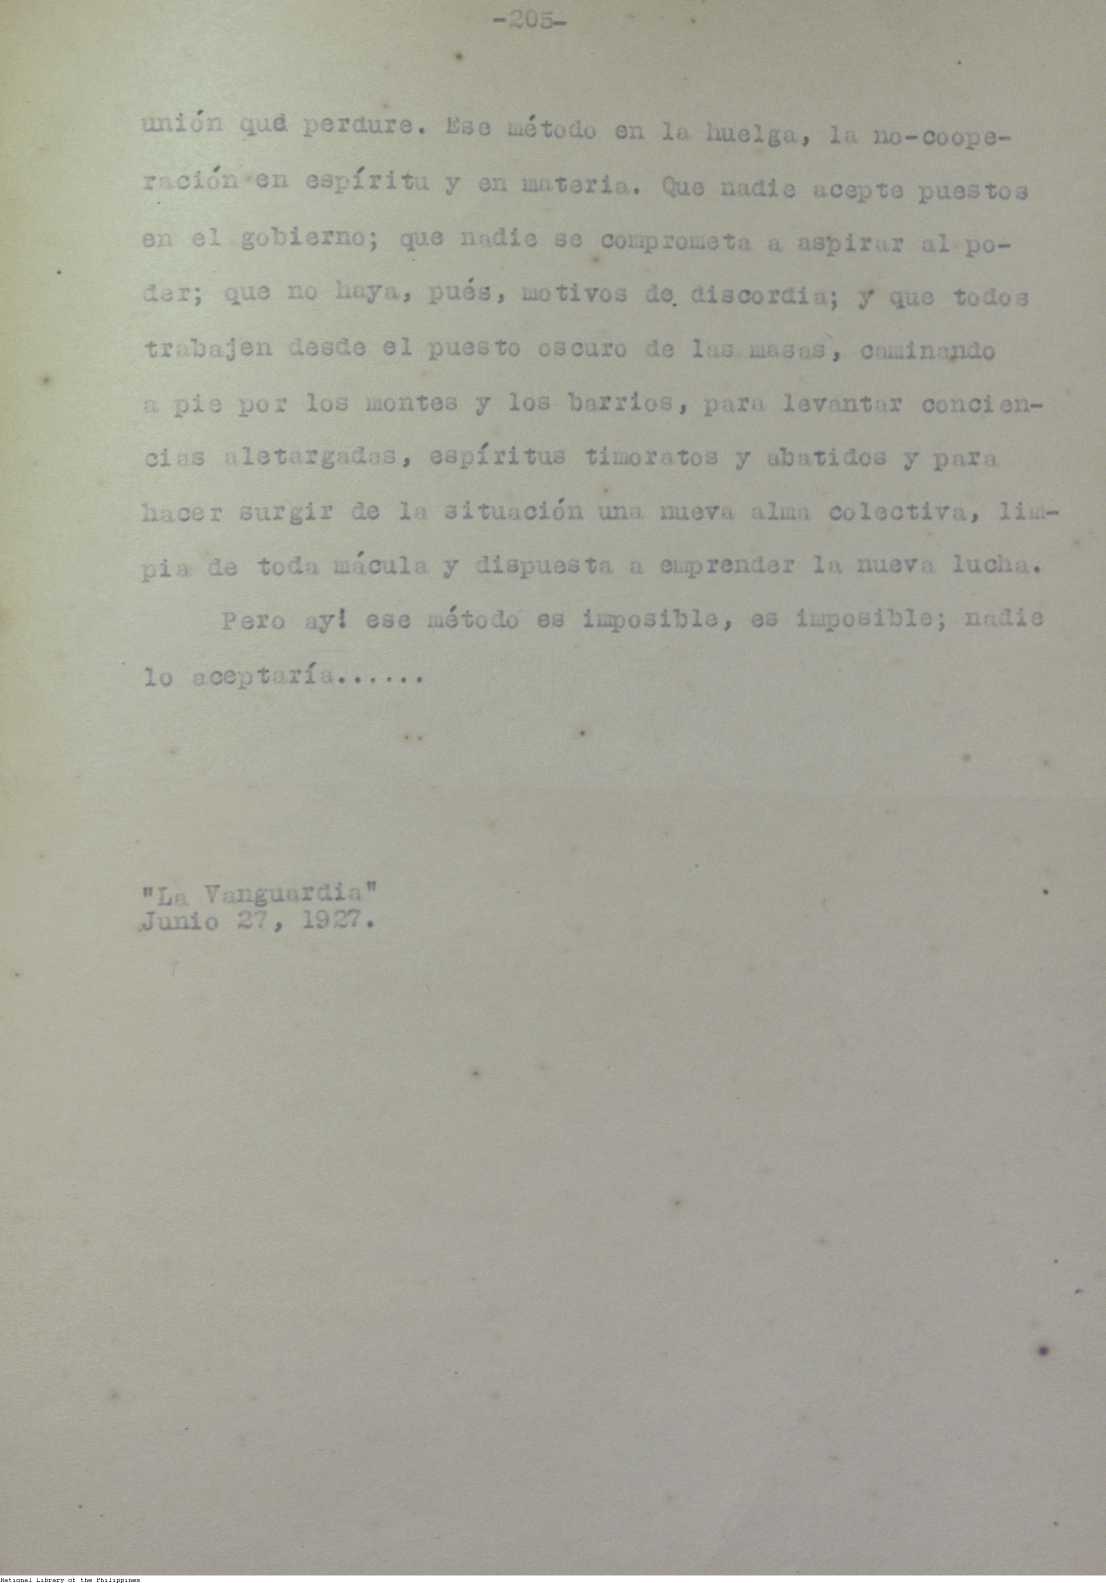 -205-
unión que perdure. Ese método en la huelga, la no-coope-
ración en espíritu y en materia. Que nadie acepte puestos
en el gobierno; que nadie se comprometa a aspirar al po-
der; que no haya, pués, motivos de discordia; y que todos
trabajen desde el puesto oscuro de las masas, caminando
a pie por los montes y los barrios, para levantar concien-
cias aletargadas, espíritus timoratos y abatidos y para
hacer surgir de la situación una nueva alma colectiva, lim-
pia de toda mácula y dispuesta a emprender la nueva lucha.
Pero ay! ese método es imposible, es imposible; nadie
lo aceptaría......
"La Vanguardia"
Junio 27, 1927.
National Library of the Philippines